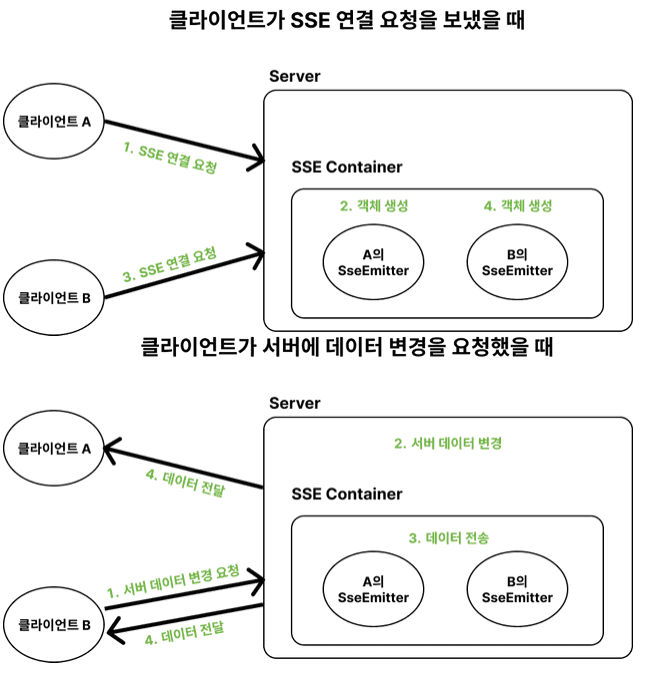 클라이언트가 SSE 연결 요청을 보냈을 때
Server
클라이언트 A
1. SSE 연결 요청
SSE Container
2. 객체 생성
4. 객체 생성
A의
SseEmitter
B의
SseEmitter
3. SSE 연결 요청
클라이언트 B
클라이언트가 서버에 데이터 변경을 요청했을 때
Server
클라이언트 A
2. 서버 데이터 변경
4. 데이터 전달
SSE Container
3. 데이터 전송
A의
SseEmitter
B의
SseEmitter
1. 서버 데이터 변경 요청
클라이언트 B
4. 데이터 전달